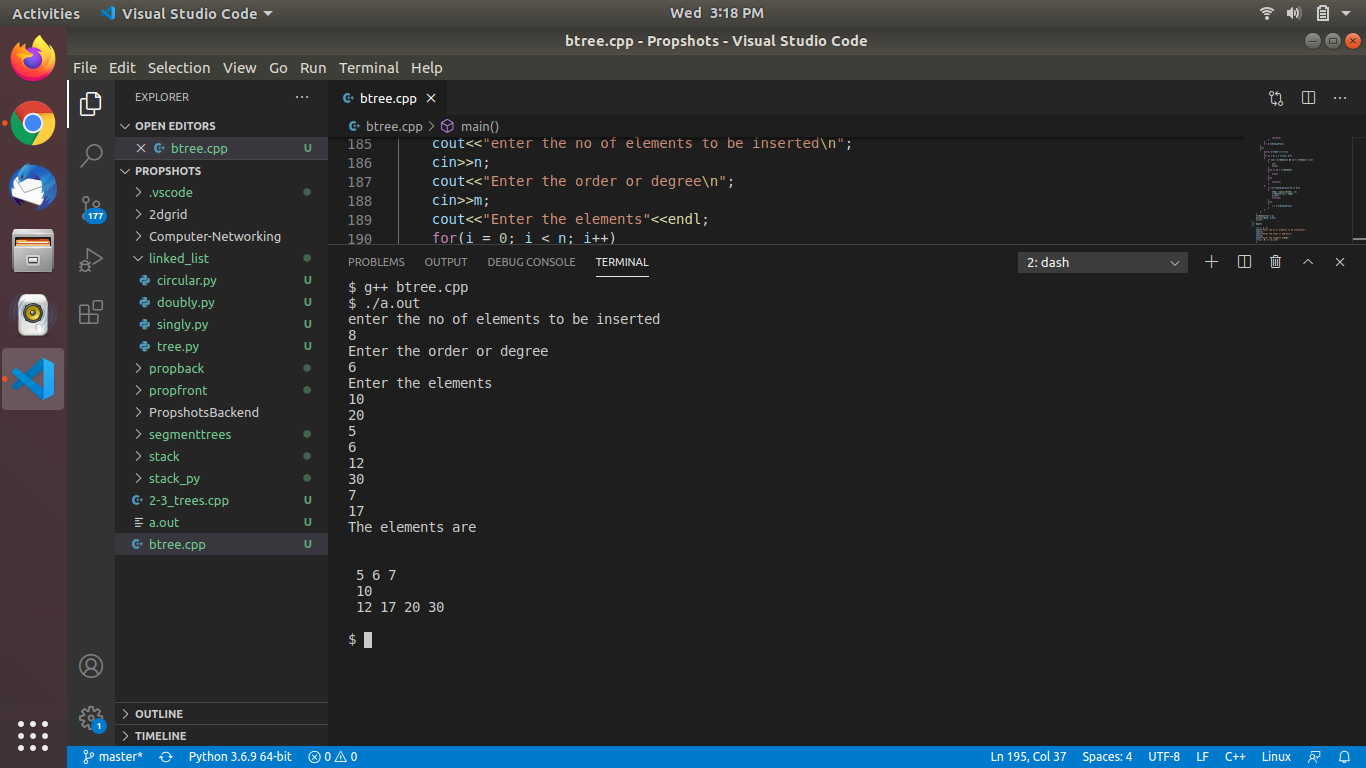 Activities Visual Studio Code Wed 3:18 PM
btree.cpp - Propshots - Visual Studio Code
File Edit Selection View Go Run Terminal Help
EXPLORER
OPEN EDITORS
btree.cpp U
PROPSHOTS
.vscode
2dgrid
Computer-Networking
linked_list
circular.py U
doubly.py U
singly.py U
tree.py U
propback
propfront
PropshotsBackend
segmenttrees
stack
stack_py
2-3_trees.cpp U
a.out U
btree.cpp U
OUTLINE
TIMELINE
177
1
btree.cpp
btree.cpp > main()
185 cout<<"enter the no of elements to be inserted\n";
186 cin>>n;
187 cout<<"Enter the order or degree\n";
188 cin>>m;
189 cout<<"Enter the elements"<<endl;
190 for(i = 0; i < n; i++)
PROBLEMS OUTPUT DEBUG CONSOLE TERMINAL 2: dash
$ g++ btree.cpp
$ ./a.out
enter the no of elements to be inserted
8
Enter the order or degree
6
Enter the elements
10
20
5
6
12
30
7
17
The elements are
5 6 7
10
12 17 20 30
$
master* Python 3.6.9 64-bit 0 0 Ln 195, Col 37 Spaces: 4 UTF-8 LF C++ Linux